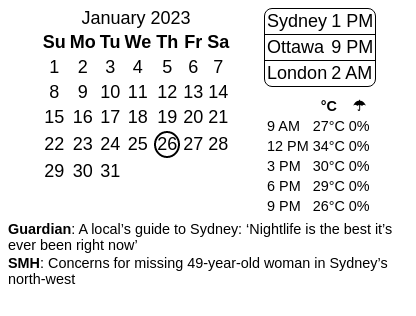 January 2023
Su Mo Tu We Th Fr Sa
1 2 3 4 5 6 7
8 9 10 11 12 13 14
15 16 17 18 19 20 21
22 23 24 25 26 27 28
29 30 31
Sydney 1 PM
Ottawa 9 PM
London 2 AM
°C ☂
9 AM 27°C 0%
12 PM 34°C 0%
3 PM 30°C 0%
6 PM 29°C 0%
9 PM 26°C 0%
Guardian: A local’s guide to Sydney: ‘Nightlife is the best it’s
ever been right now’
SMH: Concerns for missing 49-year-old woman in Sydney’s
north-west